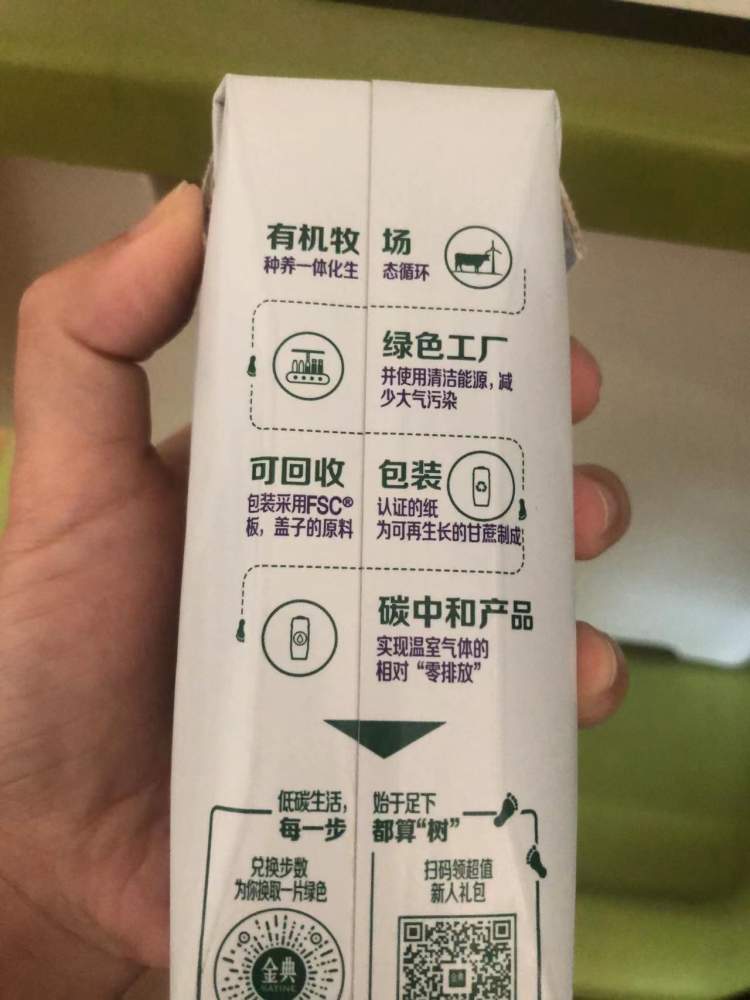 有机牧场
种养一体化生态循环
绿色工厂
并使用清洁能源,减
少大气污染
可回收包装
包装采用FSC®认证的纸
板,盖子的原料为可再生长的甘蔗制成
碳中和产品
实现温室气体的
相对“零排放”
低碳生活,始于足下
每一步都算“树”
兑换步数
为你换取一片绿色
扫码领超值
新人礼包
金典
SATINE